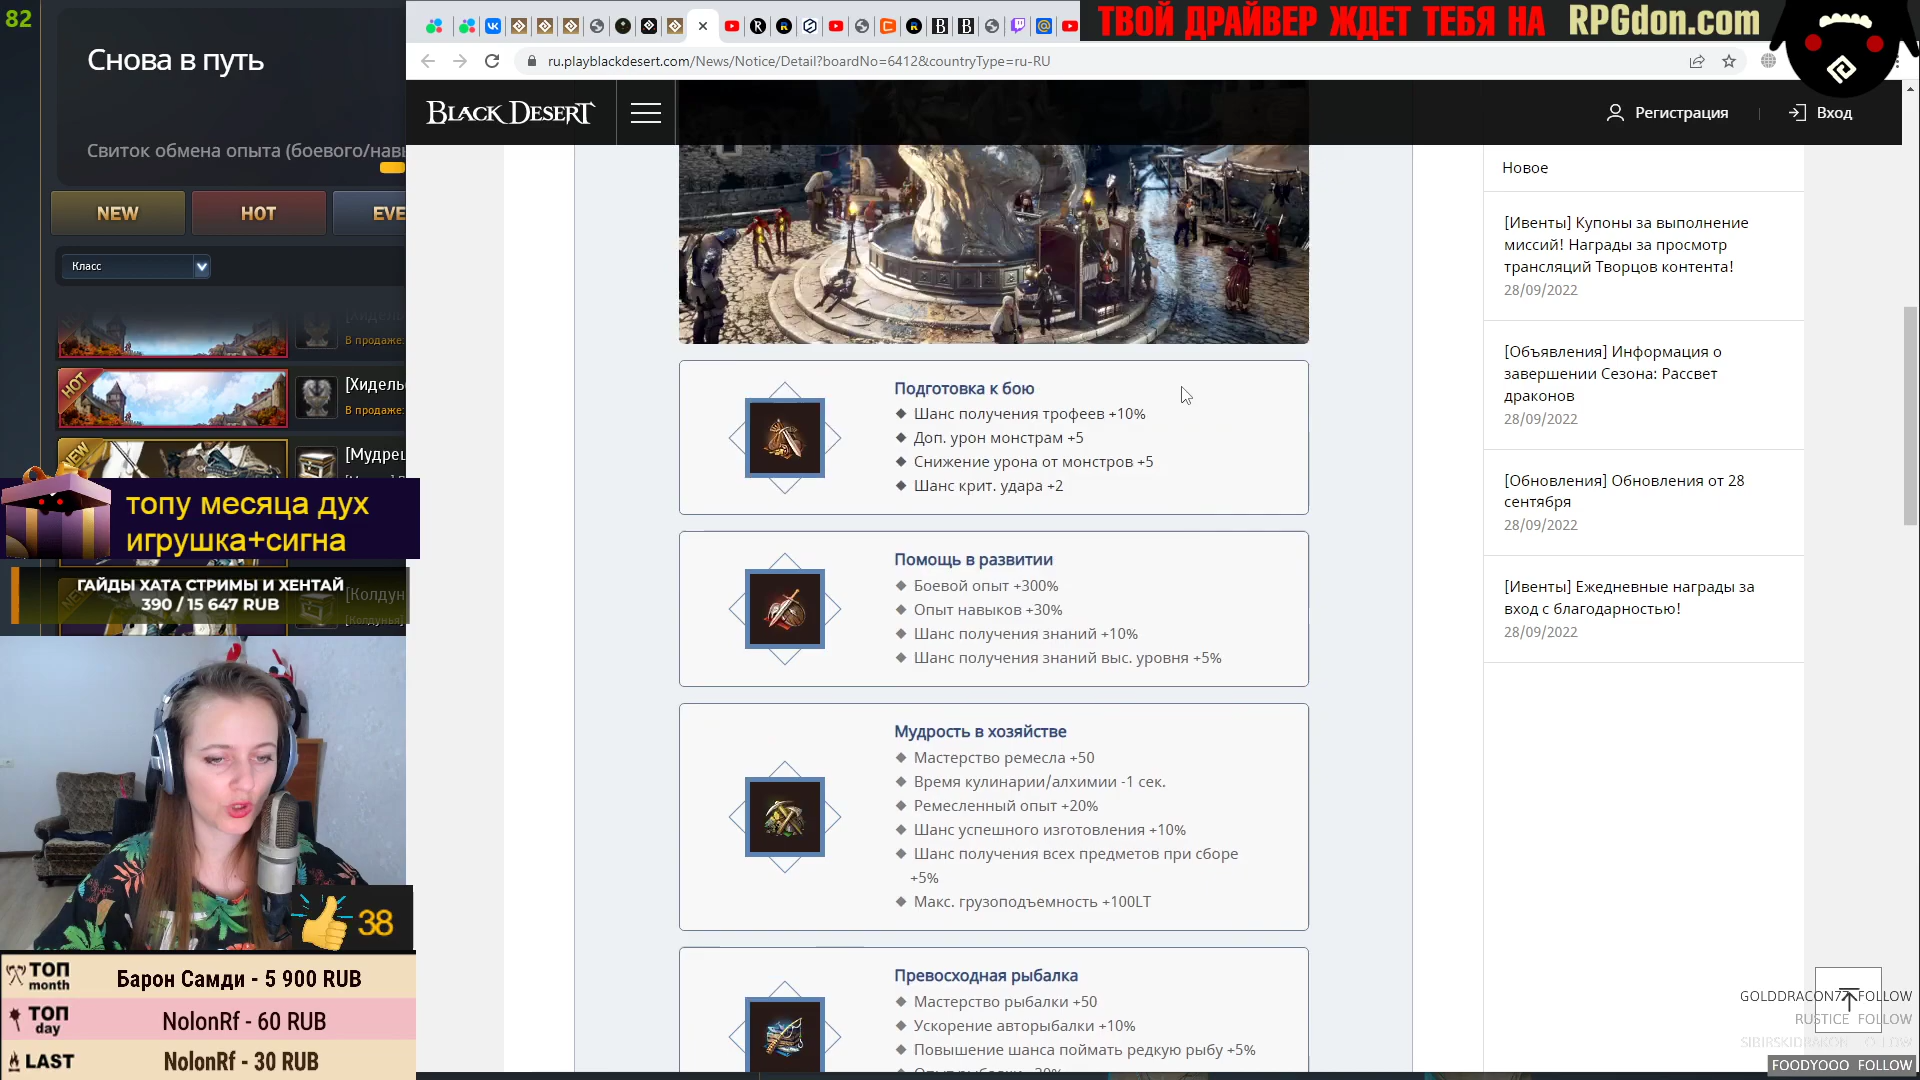 82
Снова в путь
Свиток обмена опыта (боевого/навы
NEW
HOT
EVE
Класс
В продаже:
HOT
[Хидель
В продаже:
NEW
[Мудрец
топу месяца дух
игрушка+сигна
ГАЙДЫ ХАТА СТРИМЫ И ХЕНТАЙ
390 / 15 647 RUB
[Колдун
[Колдунья]
38
ТОП month
Барон Самди - 5 900 RUB
ТОП day
NolonRf - 60 RUB
LAST
NolonRf - 30 RUB
ТВОЙ ДРАЙВЕР ЖДЕТ ТЕБЯ НА RPGdon.com
ru.playblackdesert.com/News/Notice/Detail?boardNo=6412&countryType=ru-RU
BLACK DESERT
Регистрация
Вход
Подготовка к бою
Шанс получения трофеев +10%
Доп. урон монстрам +5
Снижение урона от монстров +5
Шанс крит. удара +2
Помощь в развитии
Боевой опыт +300%
Опыт навыков +30%
Шанс получения знаний +10%
Шанс получения знаний выс. уровня +5%
Мудрость в хозяйстве
Мастерство ремесла +50
Время кулинарии/алхимии -1 сек.
Ремесленный опыт +20%
Шанс успешного изготовления +10%
Шанс получения всех предметов при сборе
+5%
Макс. грузоподъемность +100LT
Превосходная рыбалка
Мастерство рыбалки +50
Ускорение авторыбалки +10%
Повышение шанса поймать редкую рыбу +5%
Новое
[Ивенты] Купоны за выполнение
миссий! Награды за просмотр
трансляций Творцов контента!
28/09/2022
[Объявления] Информация о
завершении Сезона: Рассвет
драконов
28/09/2022
[Обновления] Обновления от 28
сентября
28/09/2022
[Ивенты] Ежедневные награды за
вход с благодарностью!
28/09/2022
GOLDDRACON77 FOLLOW
RUSTICE FOLLOW
FOODYOOO FOLLOW